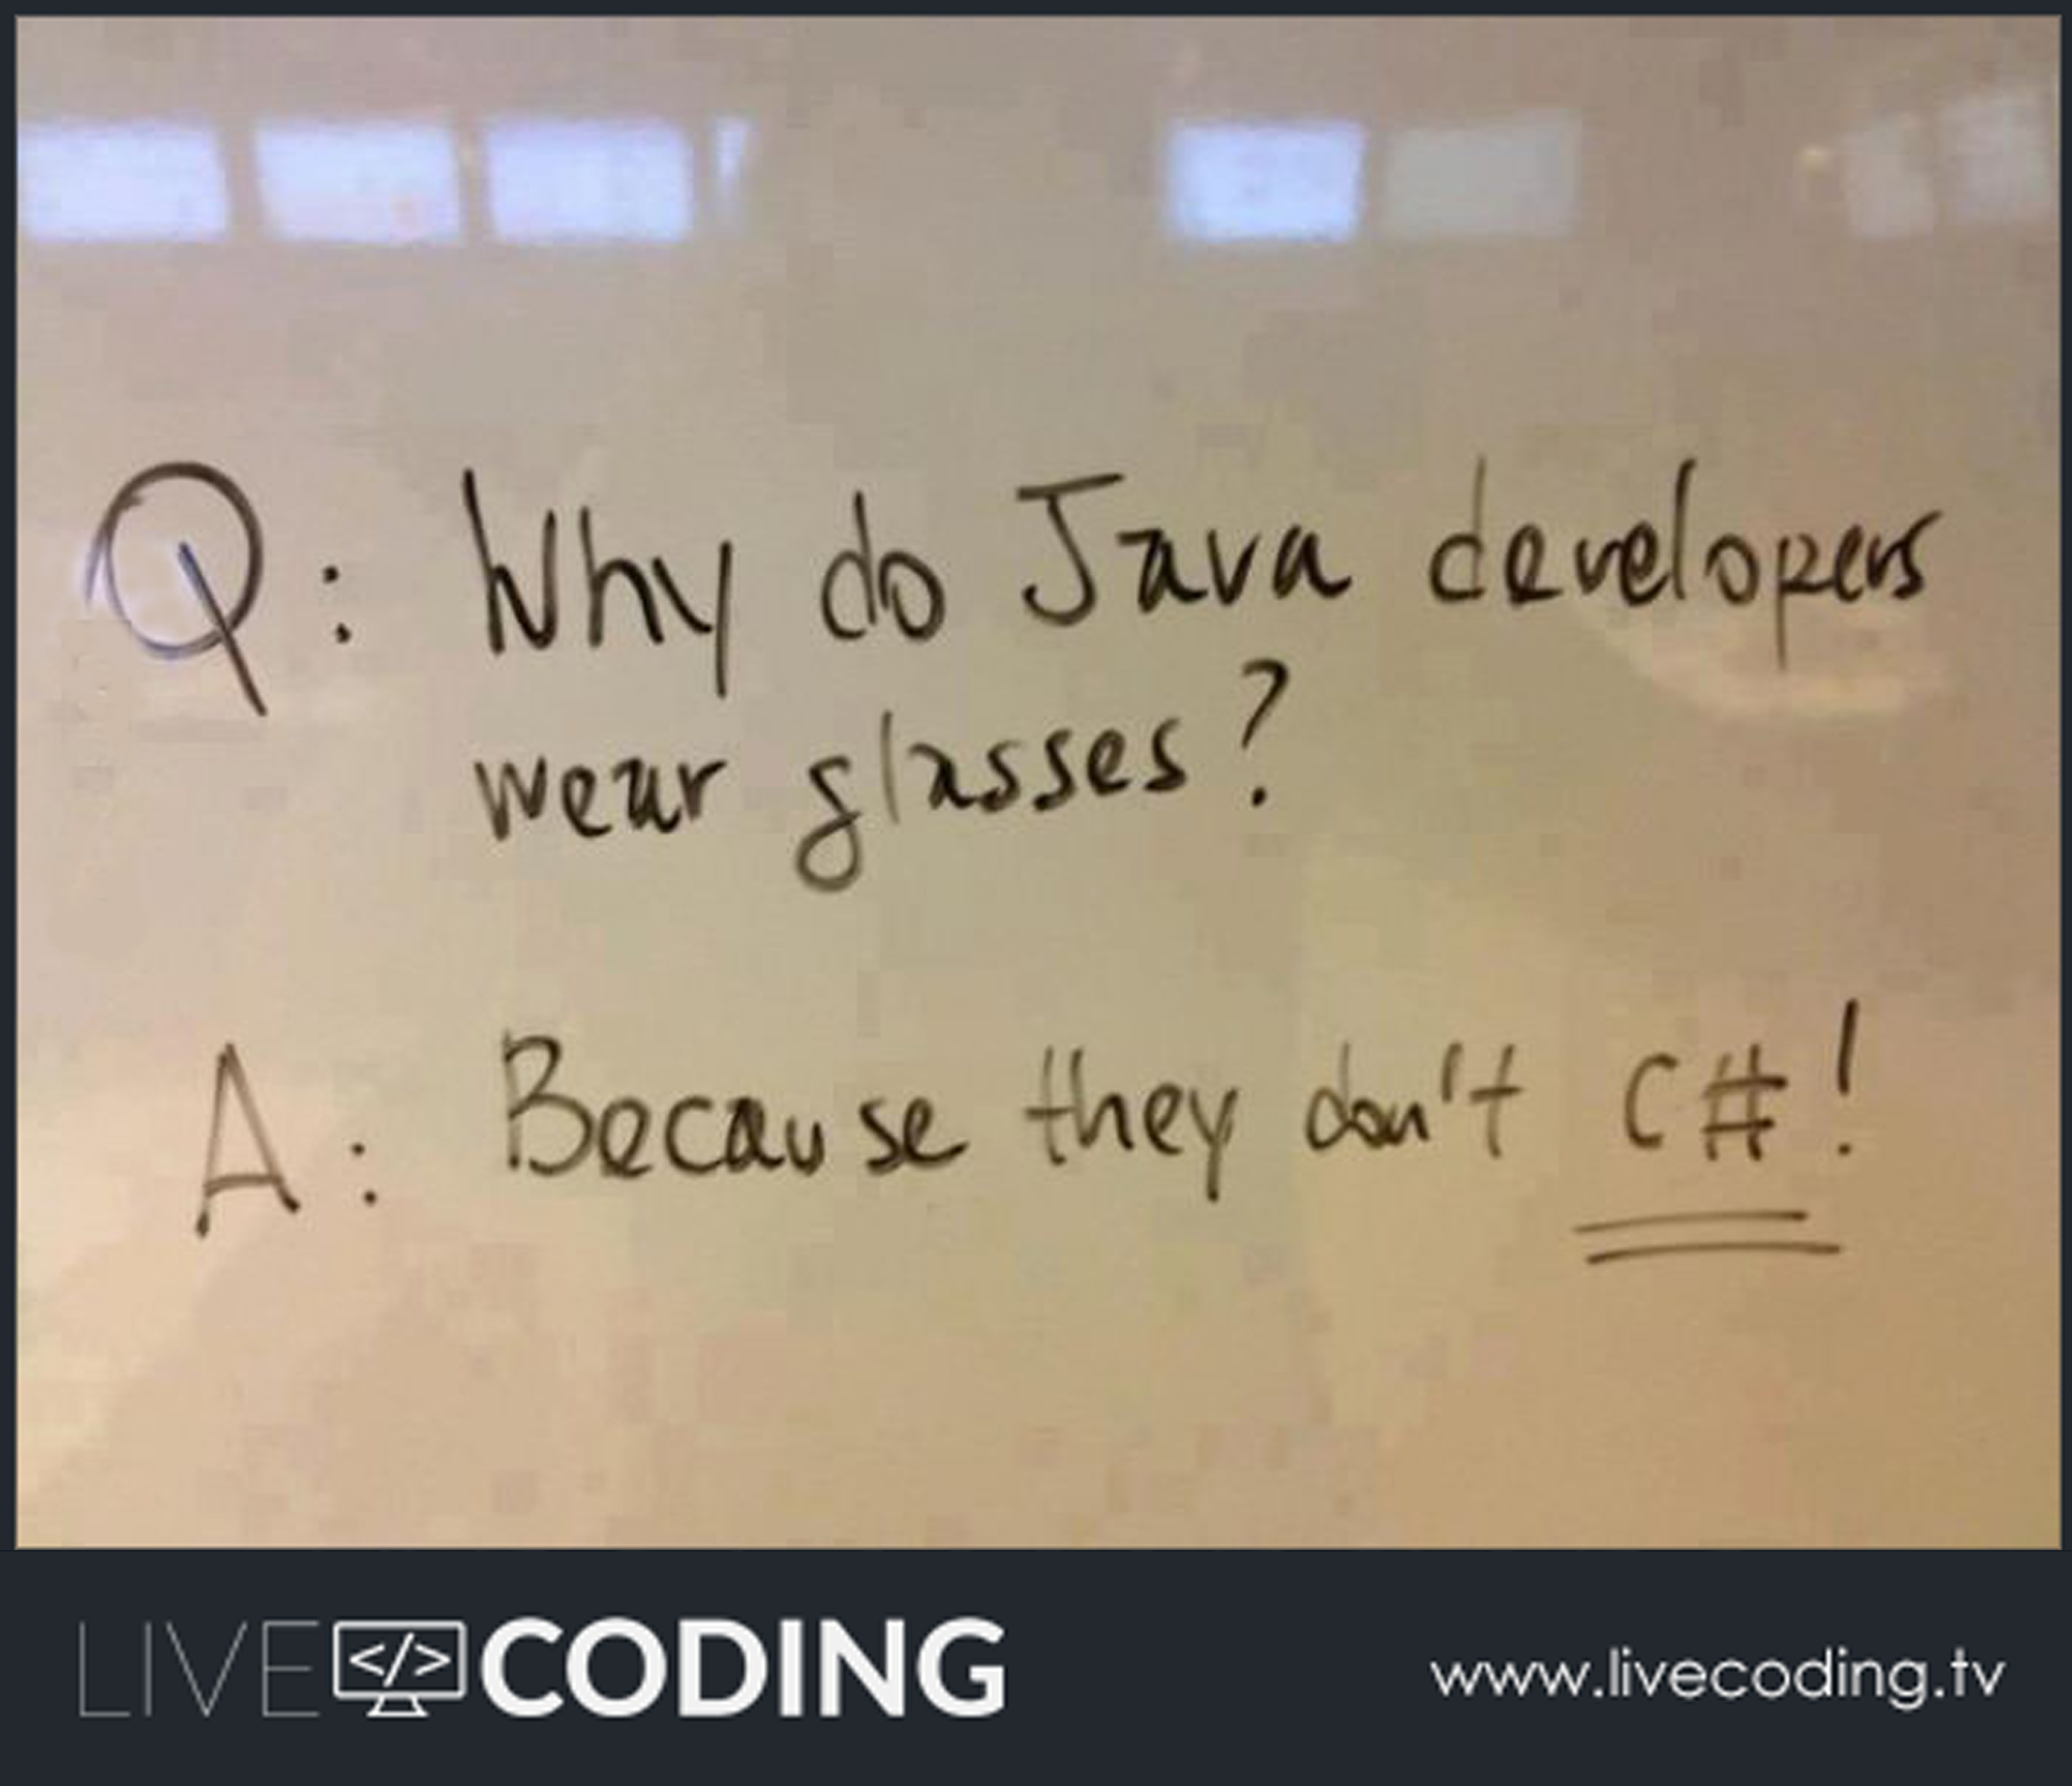 Q: Why do Java developers
wear glasses?
A: Because they don't C#!
LIVE </> CODING
www.livecoding.tv